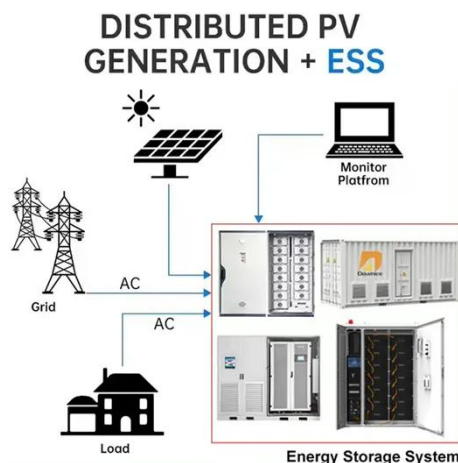 DISTRIBUTED PV
GENERATION + ESS
Monitor
Platfrom
AC
Grid
AC
Load
Energy Storage System